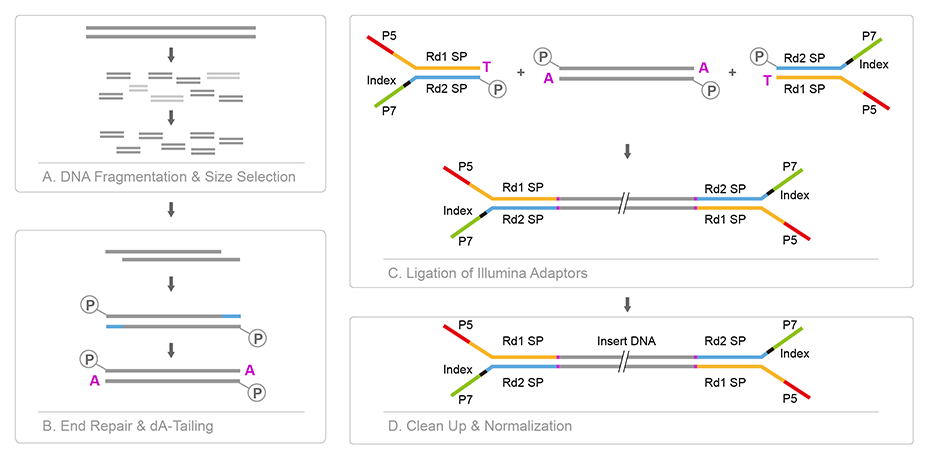 A. DNA Fragmentation & Size Selection
P
P
A
A
P
P
B. End Repair & dA-Tailing
P5
Rd1 SP
T
Index
Rd2 SP
P
P7
+
P
A
A
P
+
P7
P
Rd2 SP
Index
T
Rd1 SP
P5
P5
Rd1 SP
Rd2 SP
P7
Index
Index
Rd2 SP
Rd1 SP
P7
P5
C. Ligation of Illumina Adaptors
P5
Rd1 SP
Insert DNA
Rd2 SP
P7
Index
Index
Rd2 SP
Rd1 SP
P7
P5
D. Clean Up & Normalization